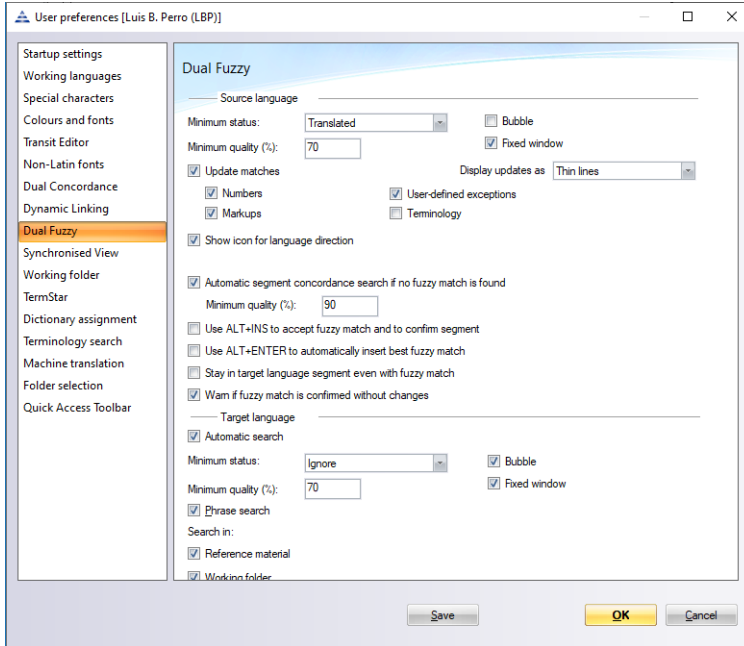 User preferences [Luis B. Perro (LBP)]
Startup settings
Working languages
Special characters
Colours and fonts
Transit Editor
Non-Latin fonts
Dual Concordance
Dynamic Linking
Dual Fuzzy
Synchronised View
Working folder
TermStar
Dictionary assignment
Terminology search
Machine translation
Folder selection
Quick Access Toolbar
Dual Fuzzy
Source language
Minimum status: Translated Bubble
Minimum quality (%): 70 Fixed window
Update matches Display updates as Thin lines
Numbers User-defined exceptions
Markups Terminology
Show icon for language direction
Automatic segment concordance search if no fuzzy match is found
Minimum quality (%): 90
Use ALT+INS to accept fuzzy match and to confirm segment
Use ALT+ENTER to automatically insert best fuzzy match
Stay in target language segment even with fuzzy match
Warn if fuzzy match is confirmed without changes
Target language
Automatic search
Minimum status: Ignore Bubble
Minimum quality (%): 70 Fixed window
Phrase search
Search in:
Reference material
Working folder
Save OK Cancel